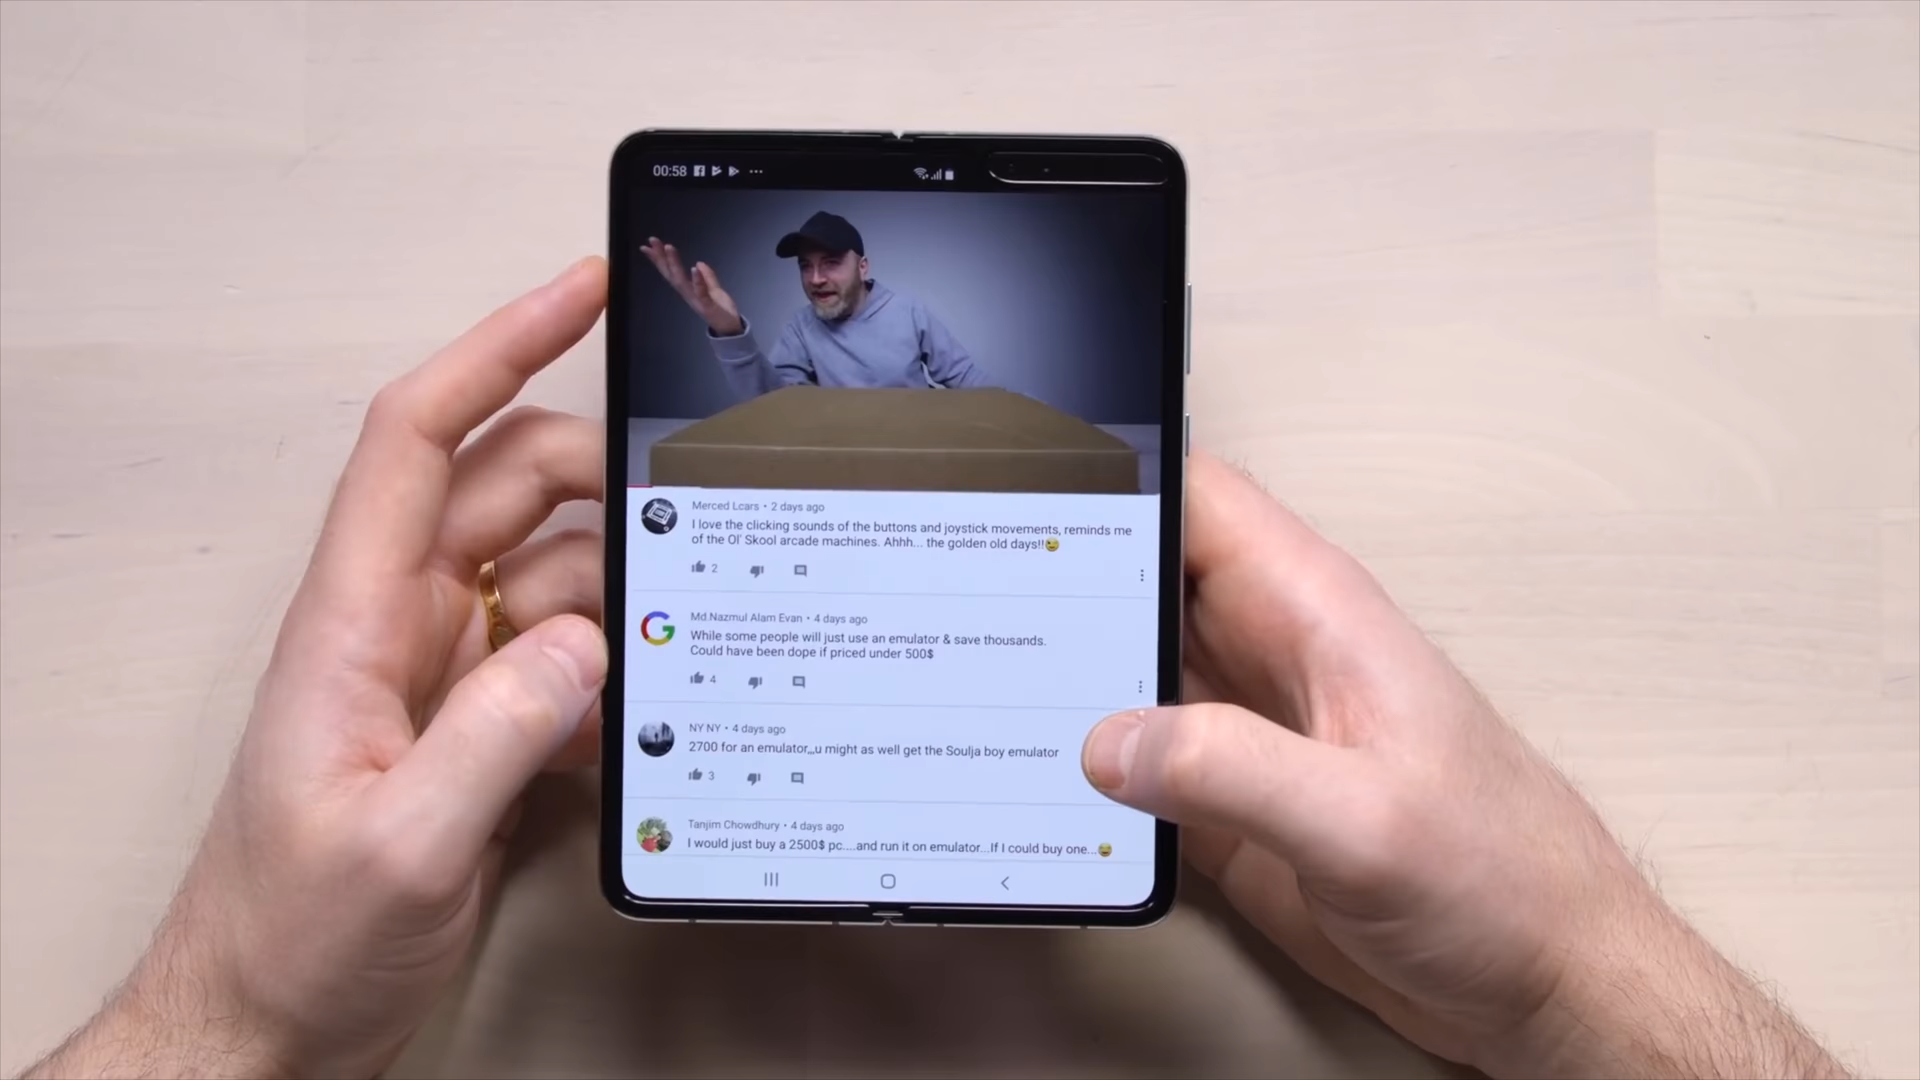 00:58
Merced Lcars • 2 days ago
I love the clicking sounds of the buttons and joystick movements, reminds me
of the Ol' Skool arcade machines. Ahhh... the golden old days!!😉
2
Md.Nazmul Alam Evan • 4 days ago
While some people will just use an emulator & save thousands.
Could have been dope if priced under 500$
4
NY NY • 4 days ago
2700 for an emulator,,,u might as well get the Soulja boy emulator
3
Tanjim Chowdhury • 4 days ago
I would just buy a 2500$ pc....and run it on emulator...If I could buy one...😂